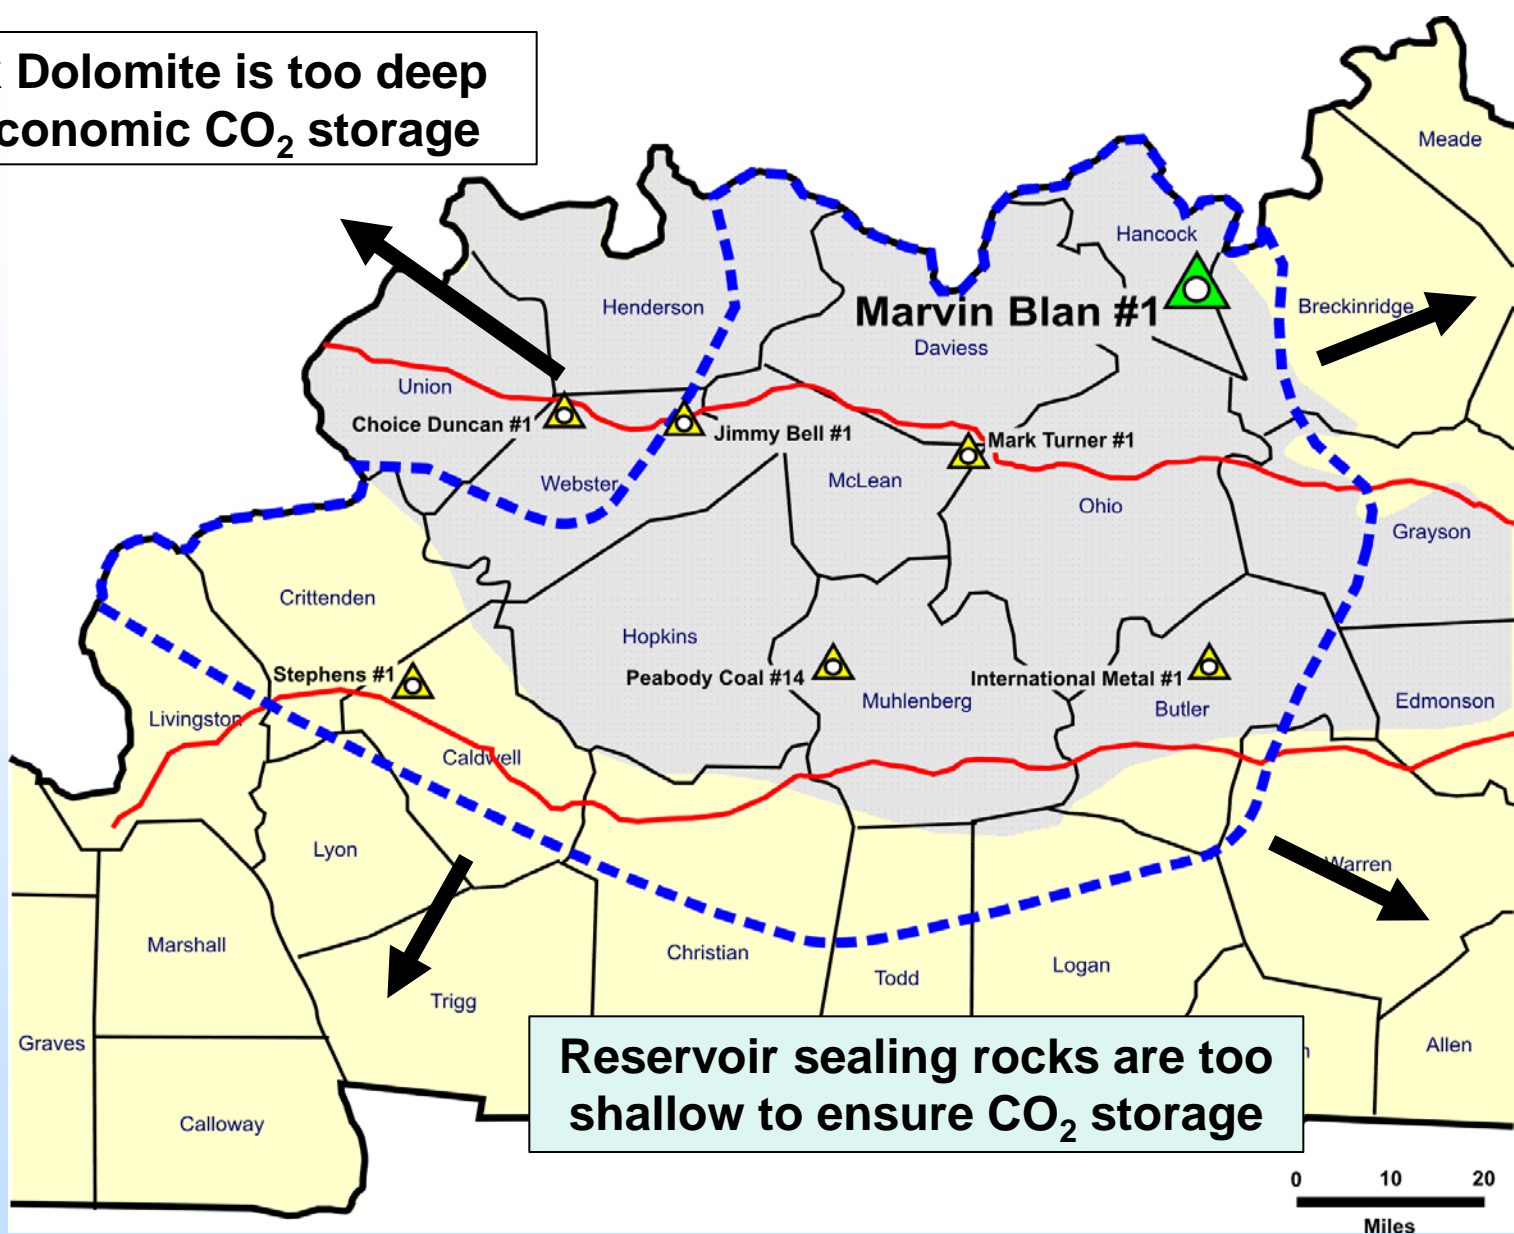 Dolomite is too deep
conomic CO₂ storage
Meade
Hancock
Henderson
Marvin Blan #1
Breckinridge
Daviess
Union
Choice Duncan #1
Jimmy Bell #1
Mark Turner #1
Webster
McLean
Ohio
Grayson
Crittenden
Hopkins
Stephens #1
Peabody Coal #14
International Metal #1
Livingston
Muhlenberg
Butler
Edmonson
Caldwell
Lyon
Warren
Marshall
Christian
Todd
Logan
Trigg
Graves
Allen
Reservoir sealing rocks are too
shallow to ensure CO₂ storage
Calloway
0 10 20
Miles